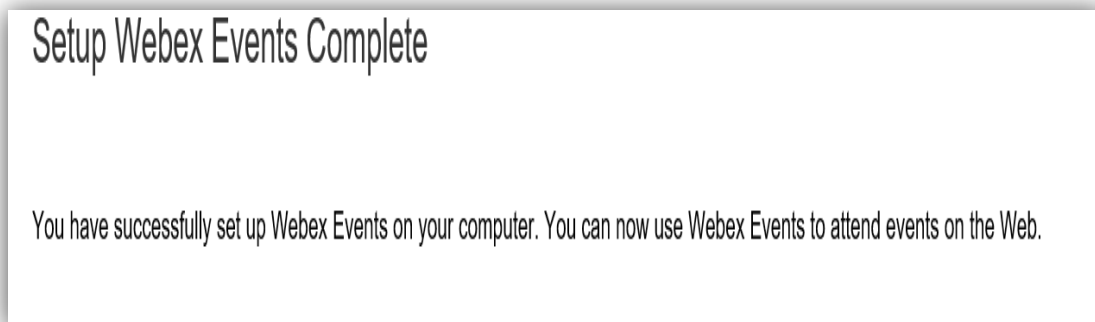 Setup Webex Events Complete
You have successfully set up Webex Events on your computer. You can now use Webex Events to attend events on the Web.